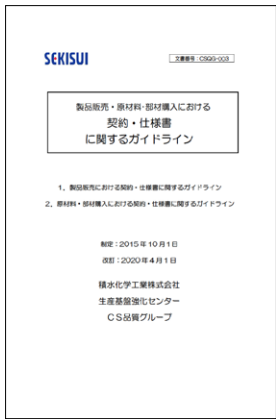 SEKISUI
文書番号：CSQG-003
製品販売・原材料・部材購入における
契約・仕様書
に関するガイドライン
1．製品販売における契約・仕様書に関するガイドライン
2．原材料・部材購入における契約・仕様書に関するガイドライン
制定：2015年10月1日
改訂：2020年4月1日
積水化学工業株式会社
生産基盤強化センター
ＣＳ品質グループ